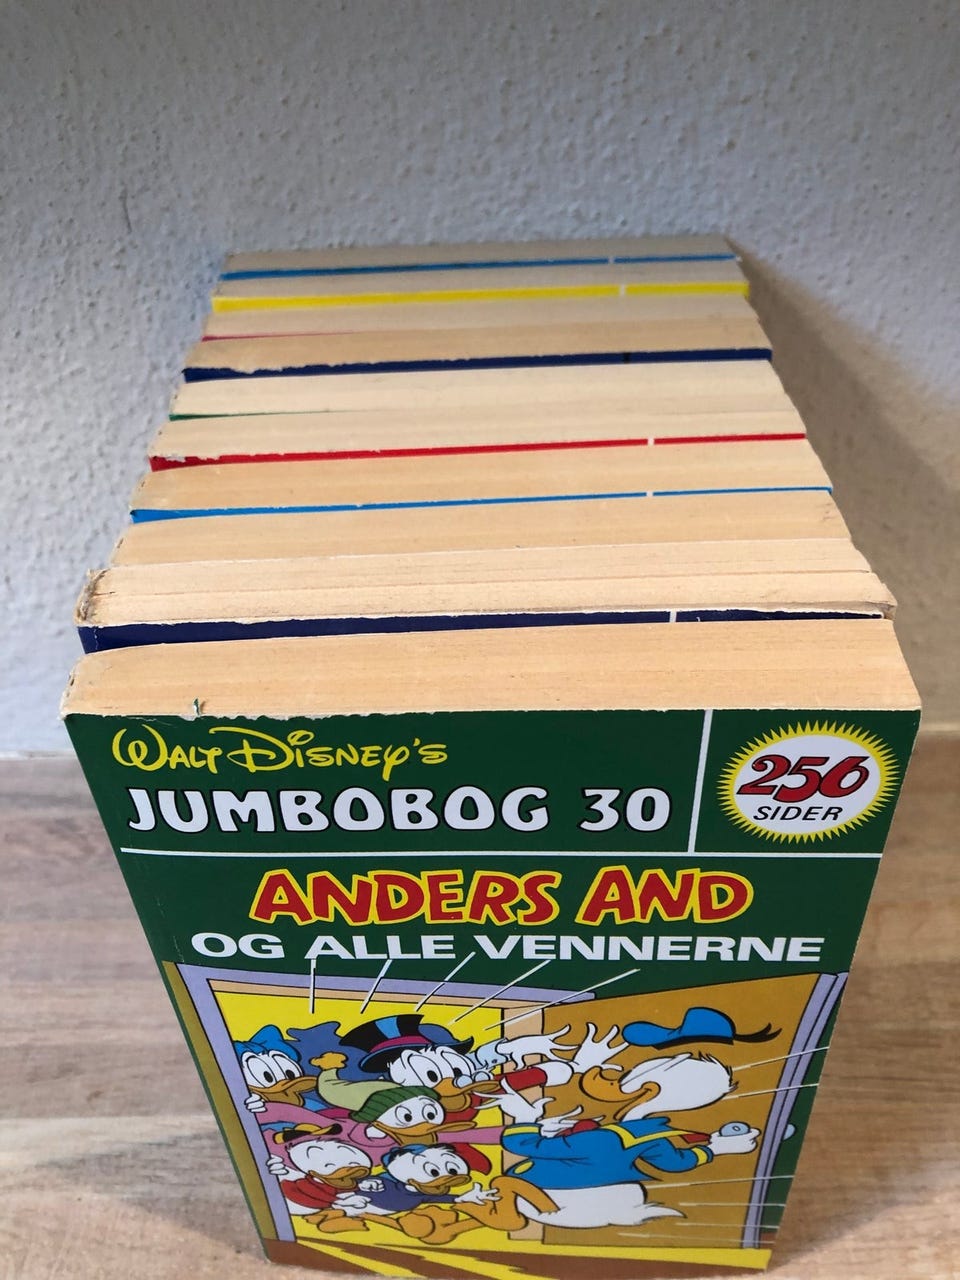 WALT DISNEY'S
JUMBOBOG 30
256
SIDER
ANDERS AND
OG ALLE VENNERNE